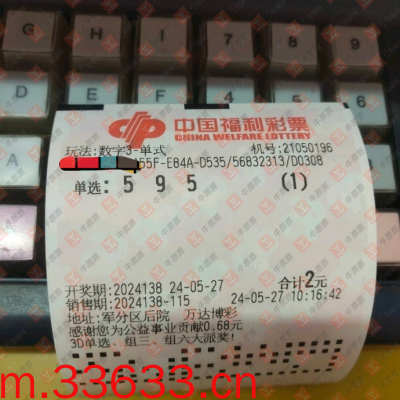 中国福利彩票
CHINA WELFARE LOTTERY
玩法:数字3-单式 机号:21050196
55F-E84A-D535/56832313/D0308
单选: 5 9 5 (1)
开奖期:2024138 24-05-27 合计2元
销售期:2024138-115 24-05-27 10:16:42
地址:军分区后院 万达博彩
感谢您为公益事业贡献0.68元
3D单选、组三、组六大派奖!
m.33633.cn